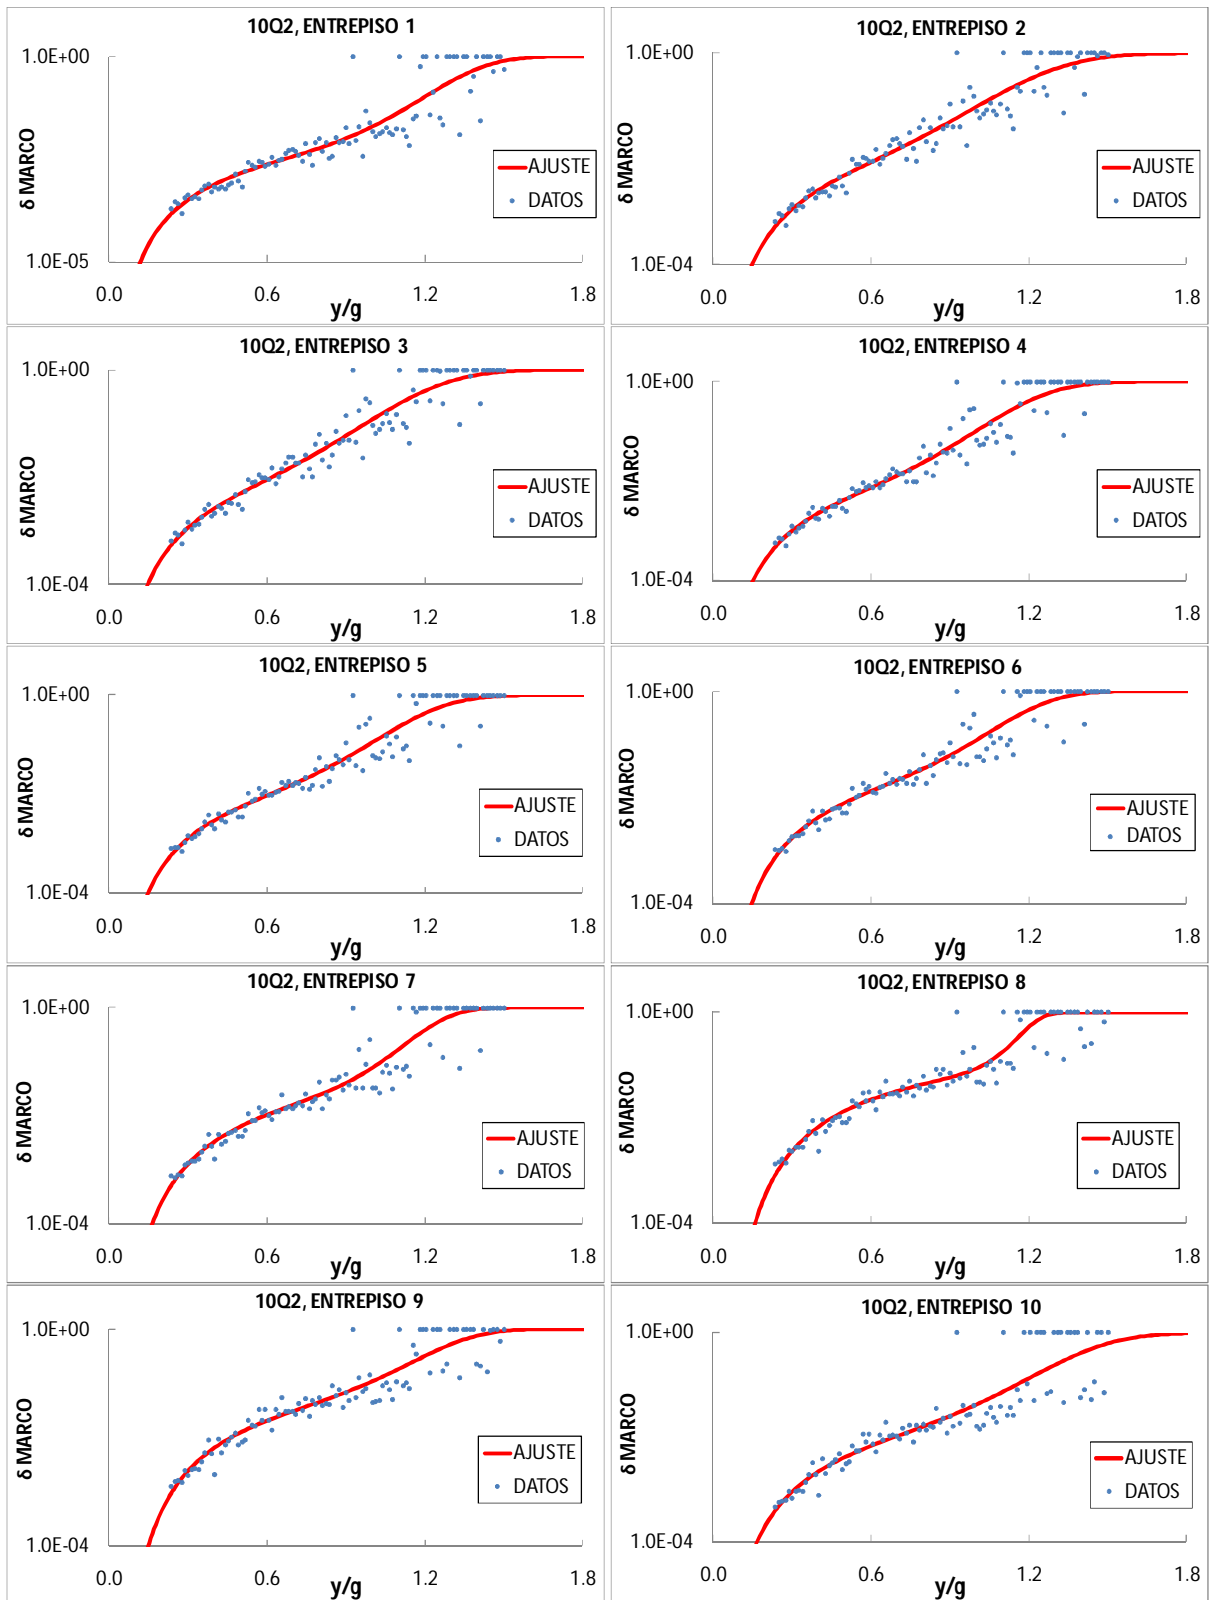 10Q2, ENTREPISO 1
1.0E+00
δ MARCO
AJUSTE
DATOS
1.0E-05
0.0
0.6
1.2
1.8
y/g
10Q2, ENTREPISO 2
1.0E+00
δ MARCO
AJUSTE
DATOS
1.0E-04
0.0
0.6
1.2
1.8
y/g
10Q2, ENTREPISO 3
1.0E+00
δ MARCO
AJUSTE
DATOS
1.0E-04
0.0
0.6
1.2
1.8
y/g
10Q2, ENTREPISO 4
1.0E+00
δ MARCO
AJUSTE
DATOS
1.0E-04
0.0
0.6
1.2
1.8
y/g
10Q2, ENTREPISO 5
1.0E+00
δ MARCO
AJUSTE
DATOS
1.0E-04
0.0
0.6
1.2
1.8
y/g
10Q2, ENTREPISO 6
1.0E+00
δ MARCO
AJUSTE
DATOS
1.0E-04
0.0
0.6
1.2
1.8
y/g
10Q2, ENTREPISO 7
1.0E+00
δ MARCO
AJUSTE
DATOS
1.0E-04
0.0
0.6
1.2
1.8
y/g
10Q2, ENTREPISO 8
1.0E+00
δ MARCO
AJUSTE
DATOS
1.0E-04
0.0
0.6
1.2
1.8
y/g
10Q2, ENTREPISO 9
1.0E+00
δ MARCO
AJUSTE
DATOS
1.0E-04
0.0
0.6
1.2
1.8
y/g
10Q2, ENTREPISO 10
1.0E+00
δ MARCO
AJUSTE
DATOS
1.0E-04
0.0
0.6
1.2
1.8
y/g